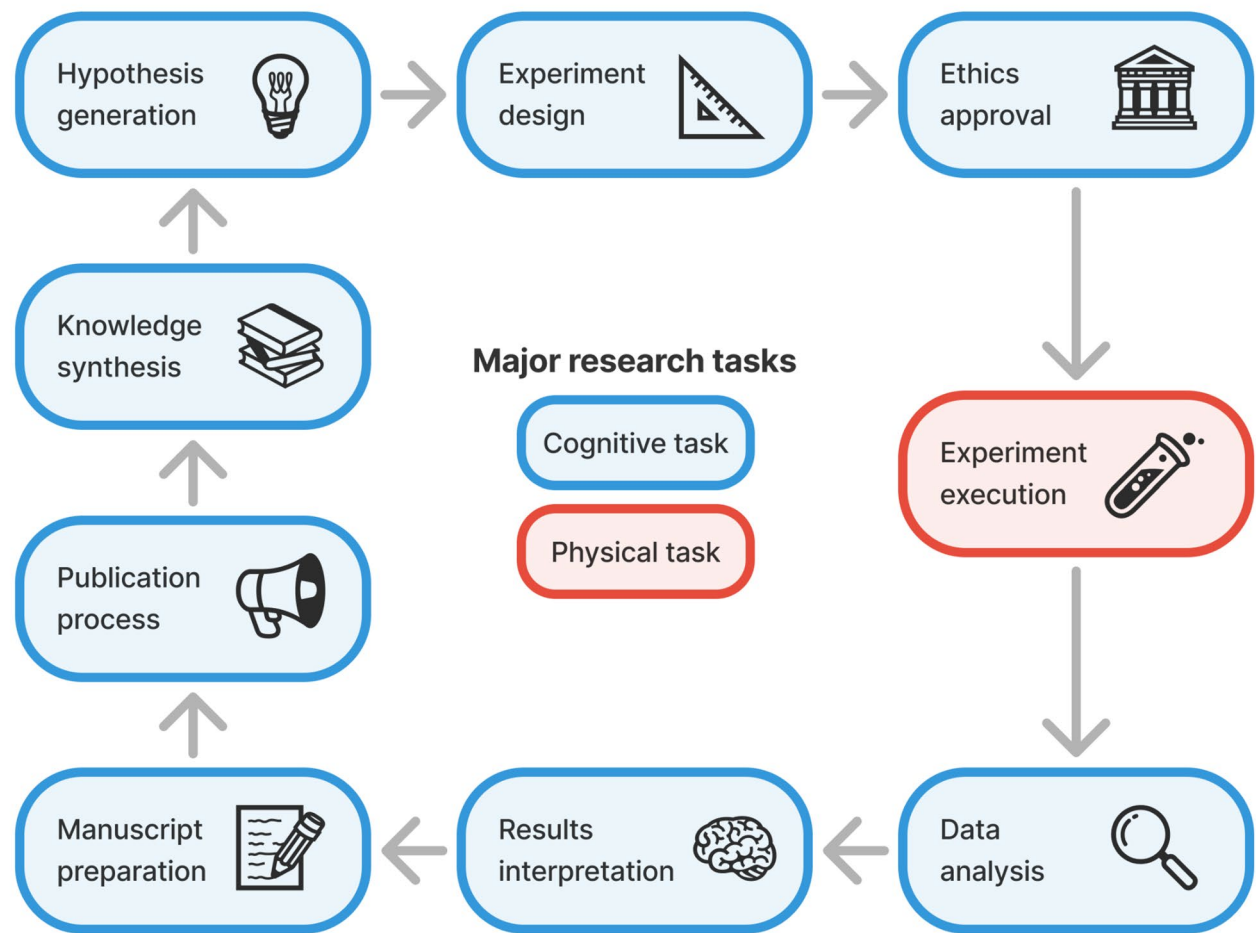 Hypothesis
generation
Experiment
design
Ethics
approval
Knowledge
synthesis
Major research tasks
Cognitive task
Physical task
Experiment
execution
Publication
process
Manuscript
preparation
Results
interpretation
Data
analysis